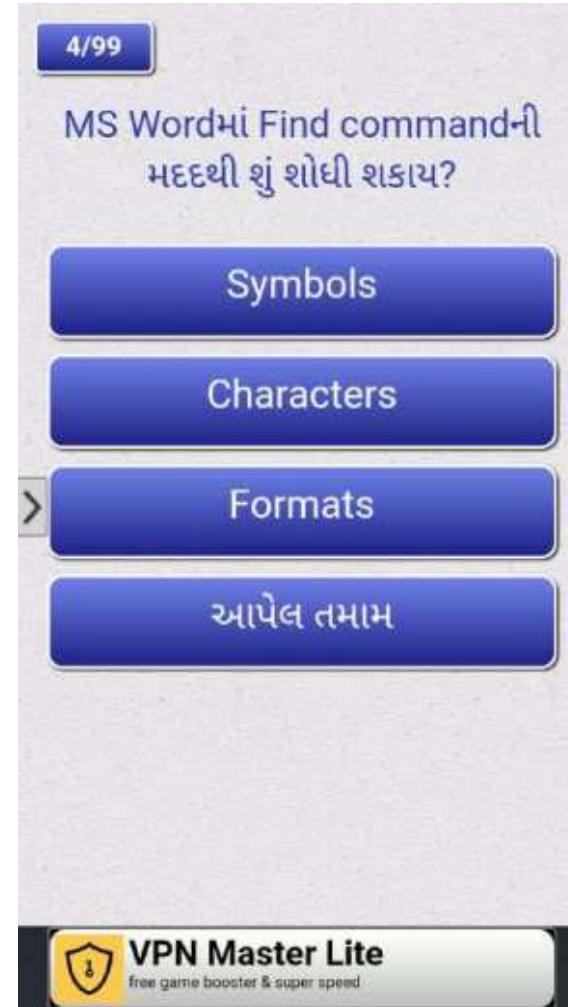 4/99
MS Wordમાં Find commandની
મદદથી શું શોધી શકાય?
Symbols
Characters
Formats
આપેલ તમામ
VPN Master Lite
free game booster & super speed